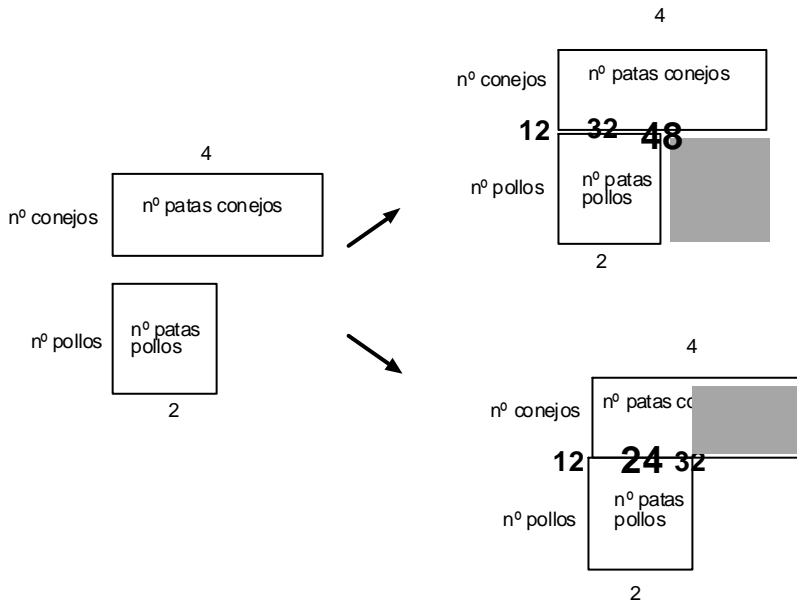 4
nº conejos
nº patas conejos
nº pollos
nº patas
pollos
2
4
nº conejos
nº patas conejos
12 32 48
nº pollos
nº patas
pollos
2
4
nº conejos
nº patas co
12 24 32
nº pollos
nº patas
pollos
2